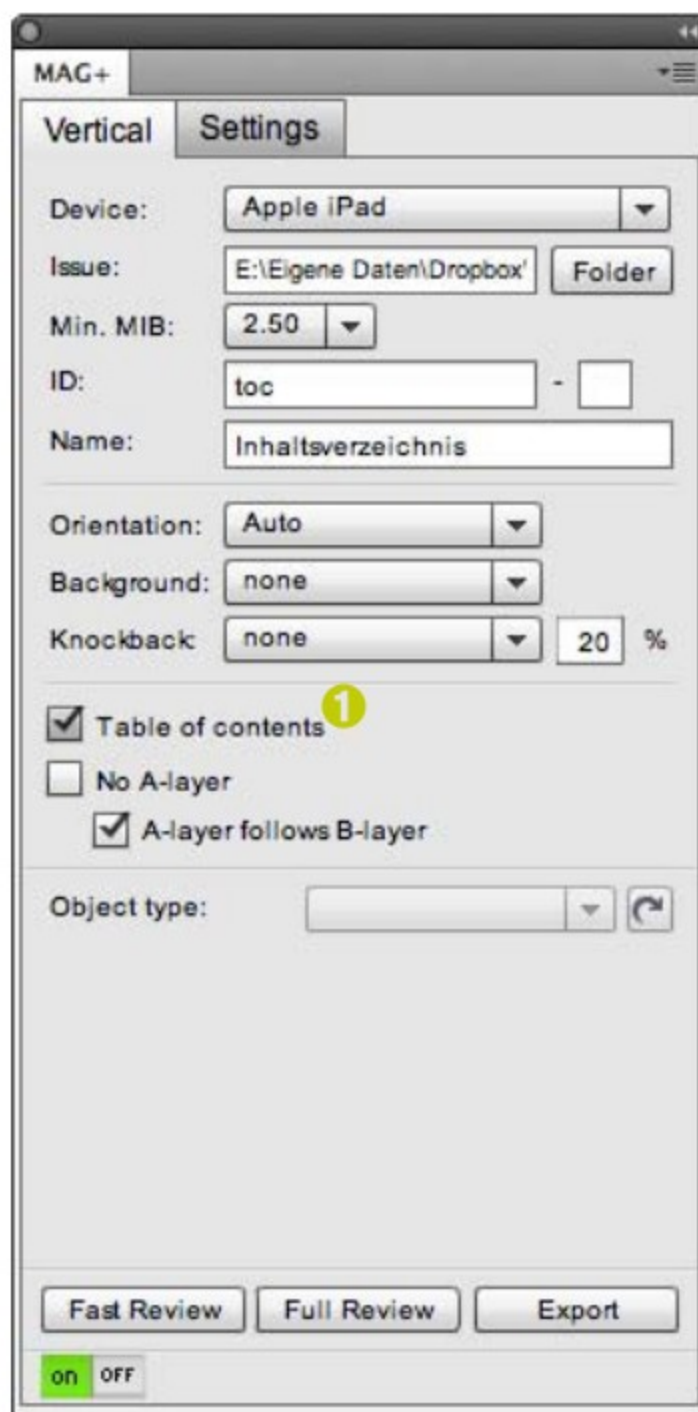 MAG+
Vertical Settings
Device: Apple iPad
Issue: E:\Eigene Daten\Dropbox' Folder
Min. MIB: 2.50
ID: toc -
Name: Inhaltsverzeichnis
Orientation: Auto
Background: none
Knockback: none 20 %
Table of contents 1
No A-layer
A-layer follows B-layer
Object type:
Fast Review Full Review Export
on OFF